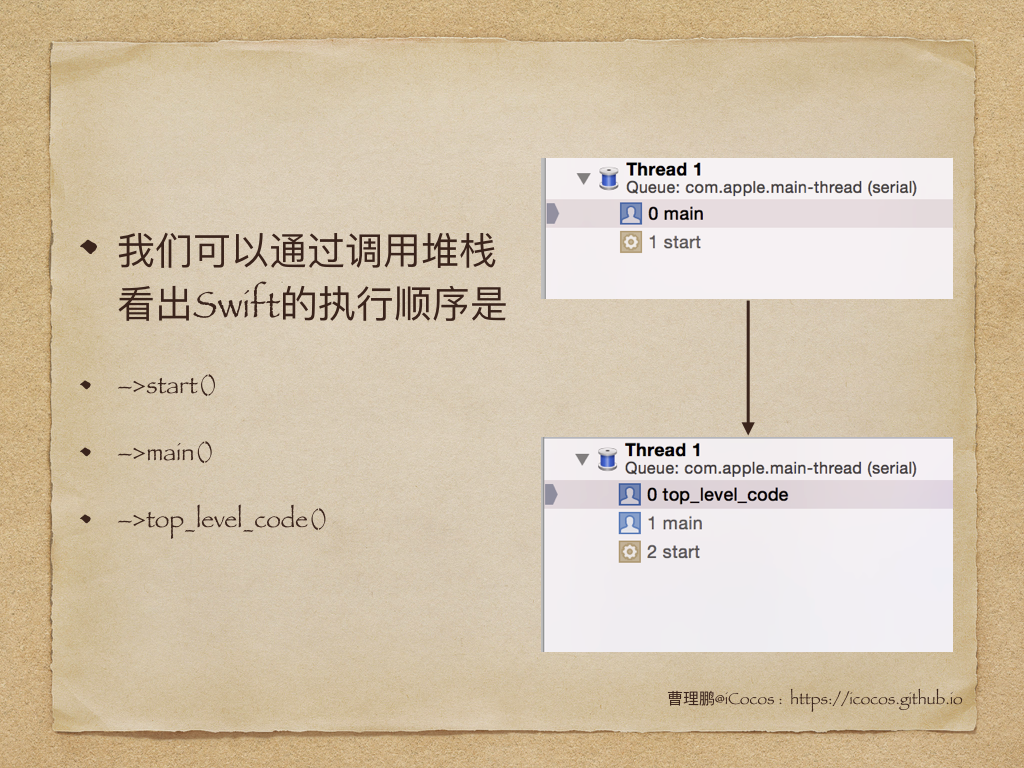 我们可以通过调用堆栈
看出Swift的执行顺序是
–>start()
–>main()
–>top_level_code()
Thread 1
Queue: com.apple.main-thread (serial)
0 main
1 start
Thread 1
Queue: com.apple.main-thread (serial)
0 top_level_code
1 main
2 start
曹理鹏@iCocos : https://icocos.github.io